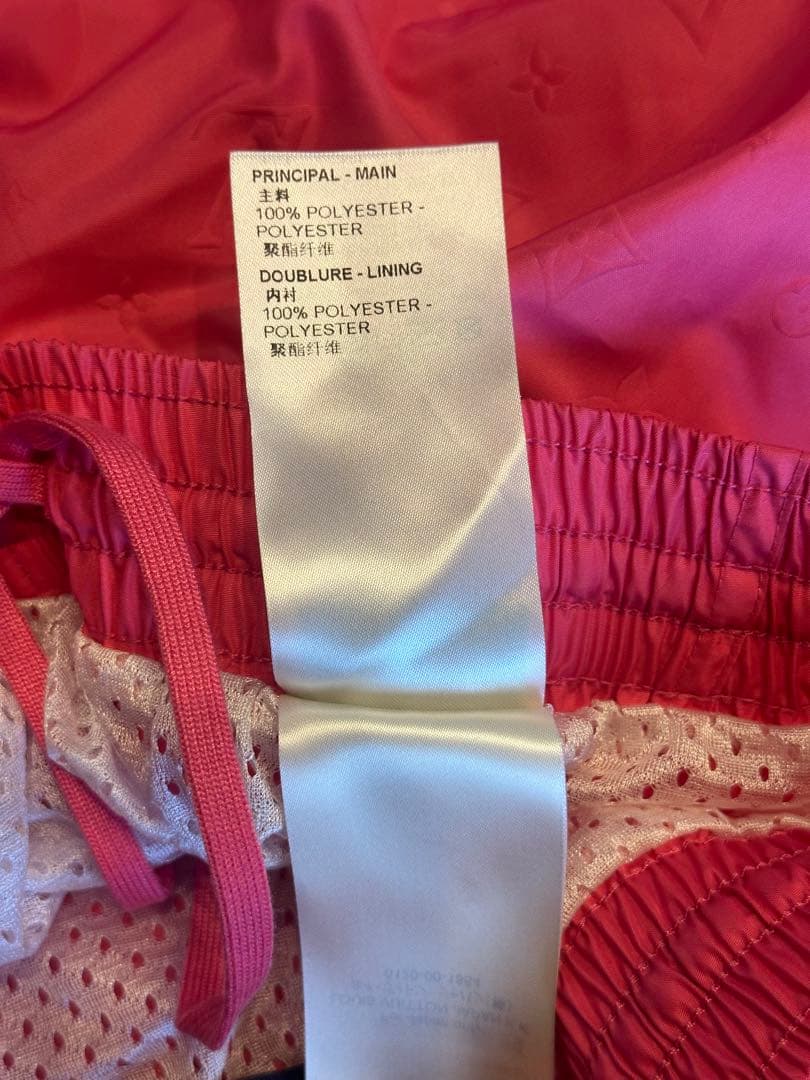 PRINCIPAL - MAIN
主料
100% POLYESTER -
POLYESTER
聚酯纤维
DOUBLURE - LINING
内衬
100% POLYESTER -
POLYESTER
聚酯纤维